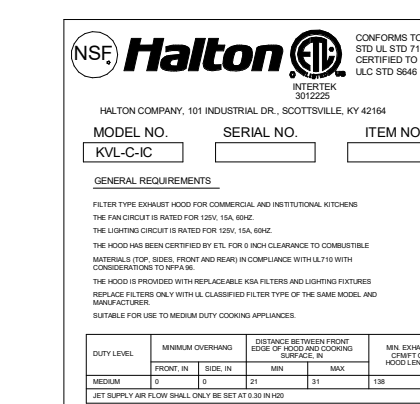 NSF Halton ETL
CONFORMS TO
STD UL STD 71
CERTIFIED TO
ULC STD S646
INTERTEK
3012225
HALTON COMPANY, 101 INDUSTRIAL DR., SCOTTSVILLE, KY 42164
MODEL NO. SERIAL NO. ITEM NO
KVL-C-IC
GENERAL REQUIREMENTS
FILTER TYPE EXHAUST HOOD FOR COMMERCIAL AND INSTITUTIONAL KITCHENS
THE FAN CIRCUIT IS RATED FOR 125V, 15A, 60HZ.
THE LIGHTING CIRCUIT IS RATED FOR 125V, 15A, 60HZ.
THE HOOD HAS BEEN CERTIFIED BY ETL FOR 0 INCH CLEARANCE TO COMBUSTIBLE
MATERIALS (TOP, SIDES, FRONT AND REAR) IN COMPLIANCE WITH UL710 WITH
CONSIDERATIONS TO NFPA 96.
THE HOOD IS PROVIDED WITH REPLACEABLE KSA FILTERS AND LIGHTING FIXTURES
REPLACE FILTERS ONLY WITH UL CLASSIFIED FILTER TYPE OF THE SAME MODEL AND
MANUFACTURER.
SUITABLE FOR USE TO MEDIUM DUTY COOKING APPLIANCES.
DUTY LEVEL
MINIMUM OVERHANG
DISTANCE BETWEEN FRONT
EDGE OF HOOD AND COOKING
SURFACE, IN
MIN. EXHA
CFM/FT O
HOOD LEN
FRONT, IN SIDE, IN MIN MAX
MEDIUM 0 0 21 31 138
JET SUPPLY AIR FLOW SHALL ONLY BE SET AT 0.30 IN H20